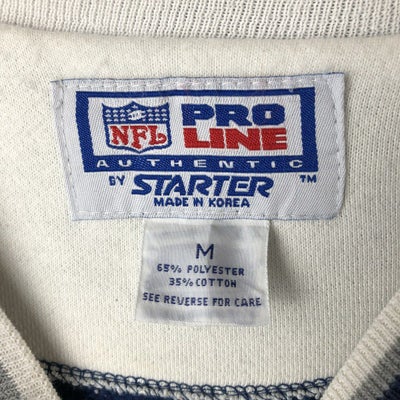 NFL
PRO
LINE
AUTHENTIC
BY STARTER ™
MADE IN KOREA
M
65% POLYESTER
35% COTTON
SEE REVERSE FOR CARE